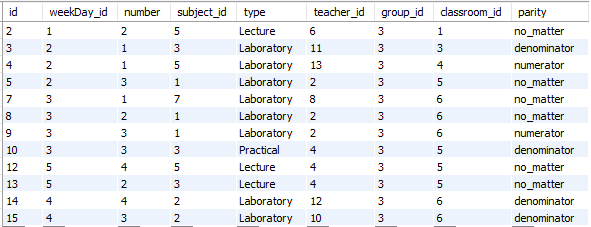 id weekDay_id number subject_id type teacher_id group_id classroom_id parity
2 1 2 5 Lecture 6 3 1 no_matter
3 2 1 3 Laboratory 11 3 3 denominator
4 2 1 5 Laboratory 13 3 4 numerator
5 2 3 1 Laboratory 2 3 5 no_matter
7 3 1 7 Laboratory 8 3 6 no_matter
8 3 2 1 Laboratory 2 3 6 no_matter
9 3 3 1 Laboratory 2 3 6 numerator
10 3 3 3 Practical 4 3 5 denominator
12 5 4 5 Lecture 4 3 5 no_matter
13 5 2 3 Lecture 4 3 5 no_matter
14 4 4 2 Laboratory 12 3 6 denominator
15 4 3 2 Laboratory 10 3 6 denominator